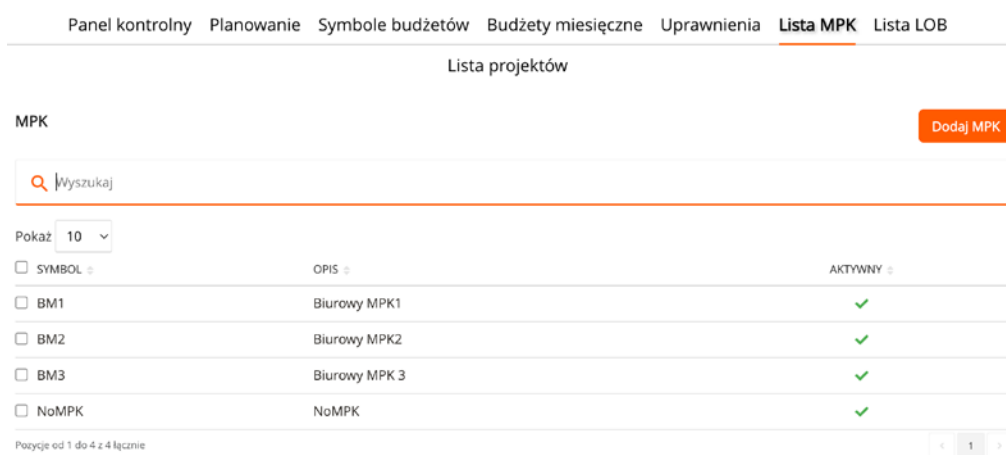 Panel kontrolny Planowanie Symbole budżetów Budżety miesięczne Uprawnienia Lista MPK Lista LOB
Lista projektów
MPK
Dodaj MPK
Wyszukaj
Pokaż 10
SYMBOL OPIS AKTYWNY
BM1 Biurowy MPK1
BM2 Biurowy MPK2
BM3 Biurowy MPK 3
NoMPK NoMPK
Pozycje od 1 do 4 z 4 łącznie
1